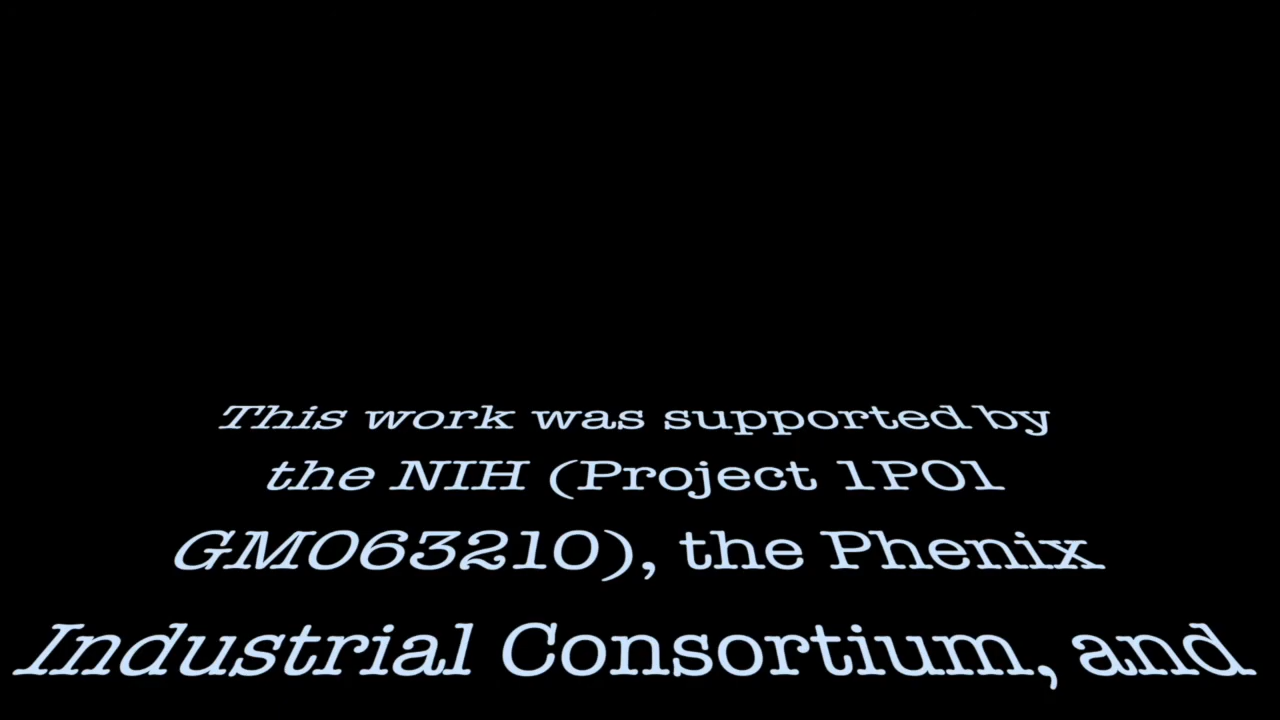 This work was supported by
the NIH (Project 1P01
GM063210), the Phenix
Industrial Consortium, and